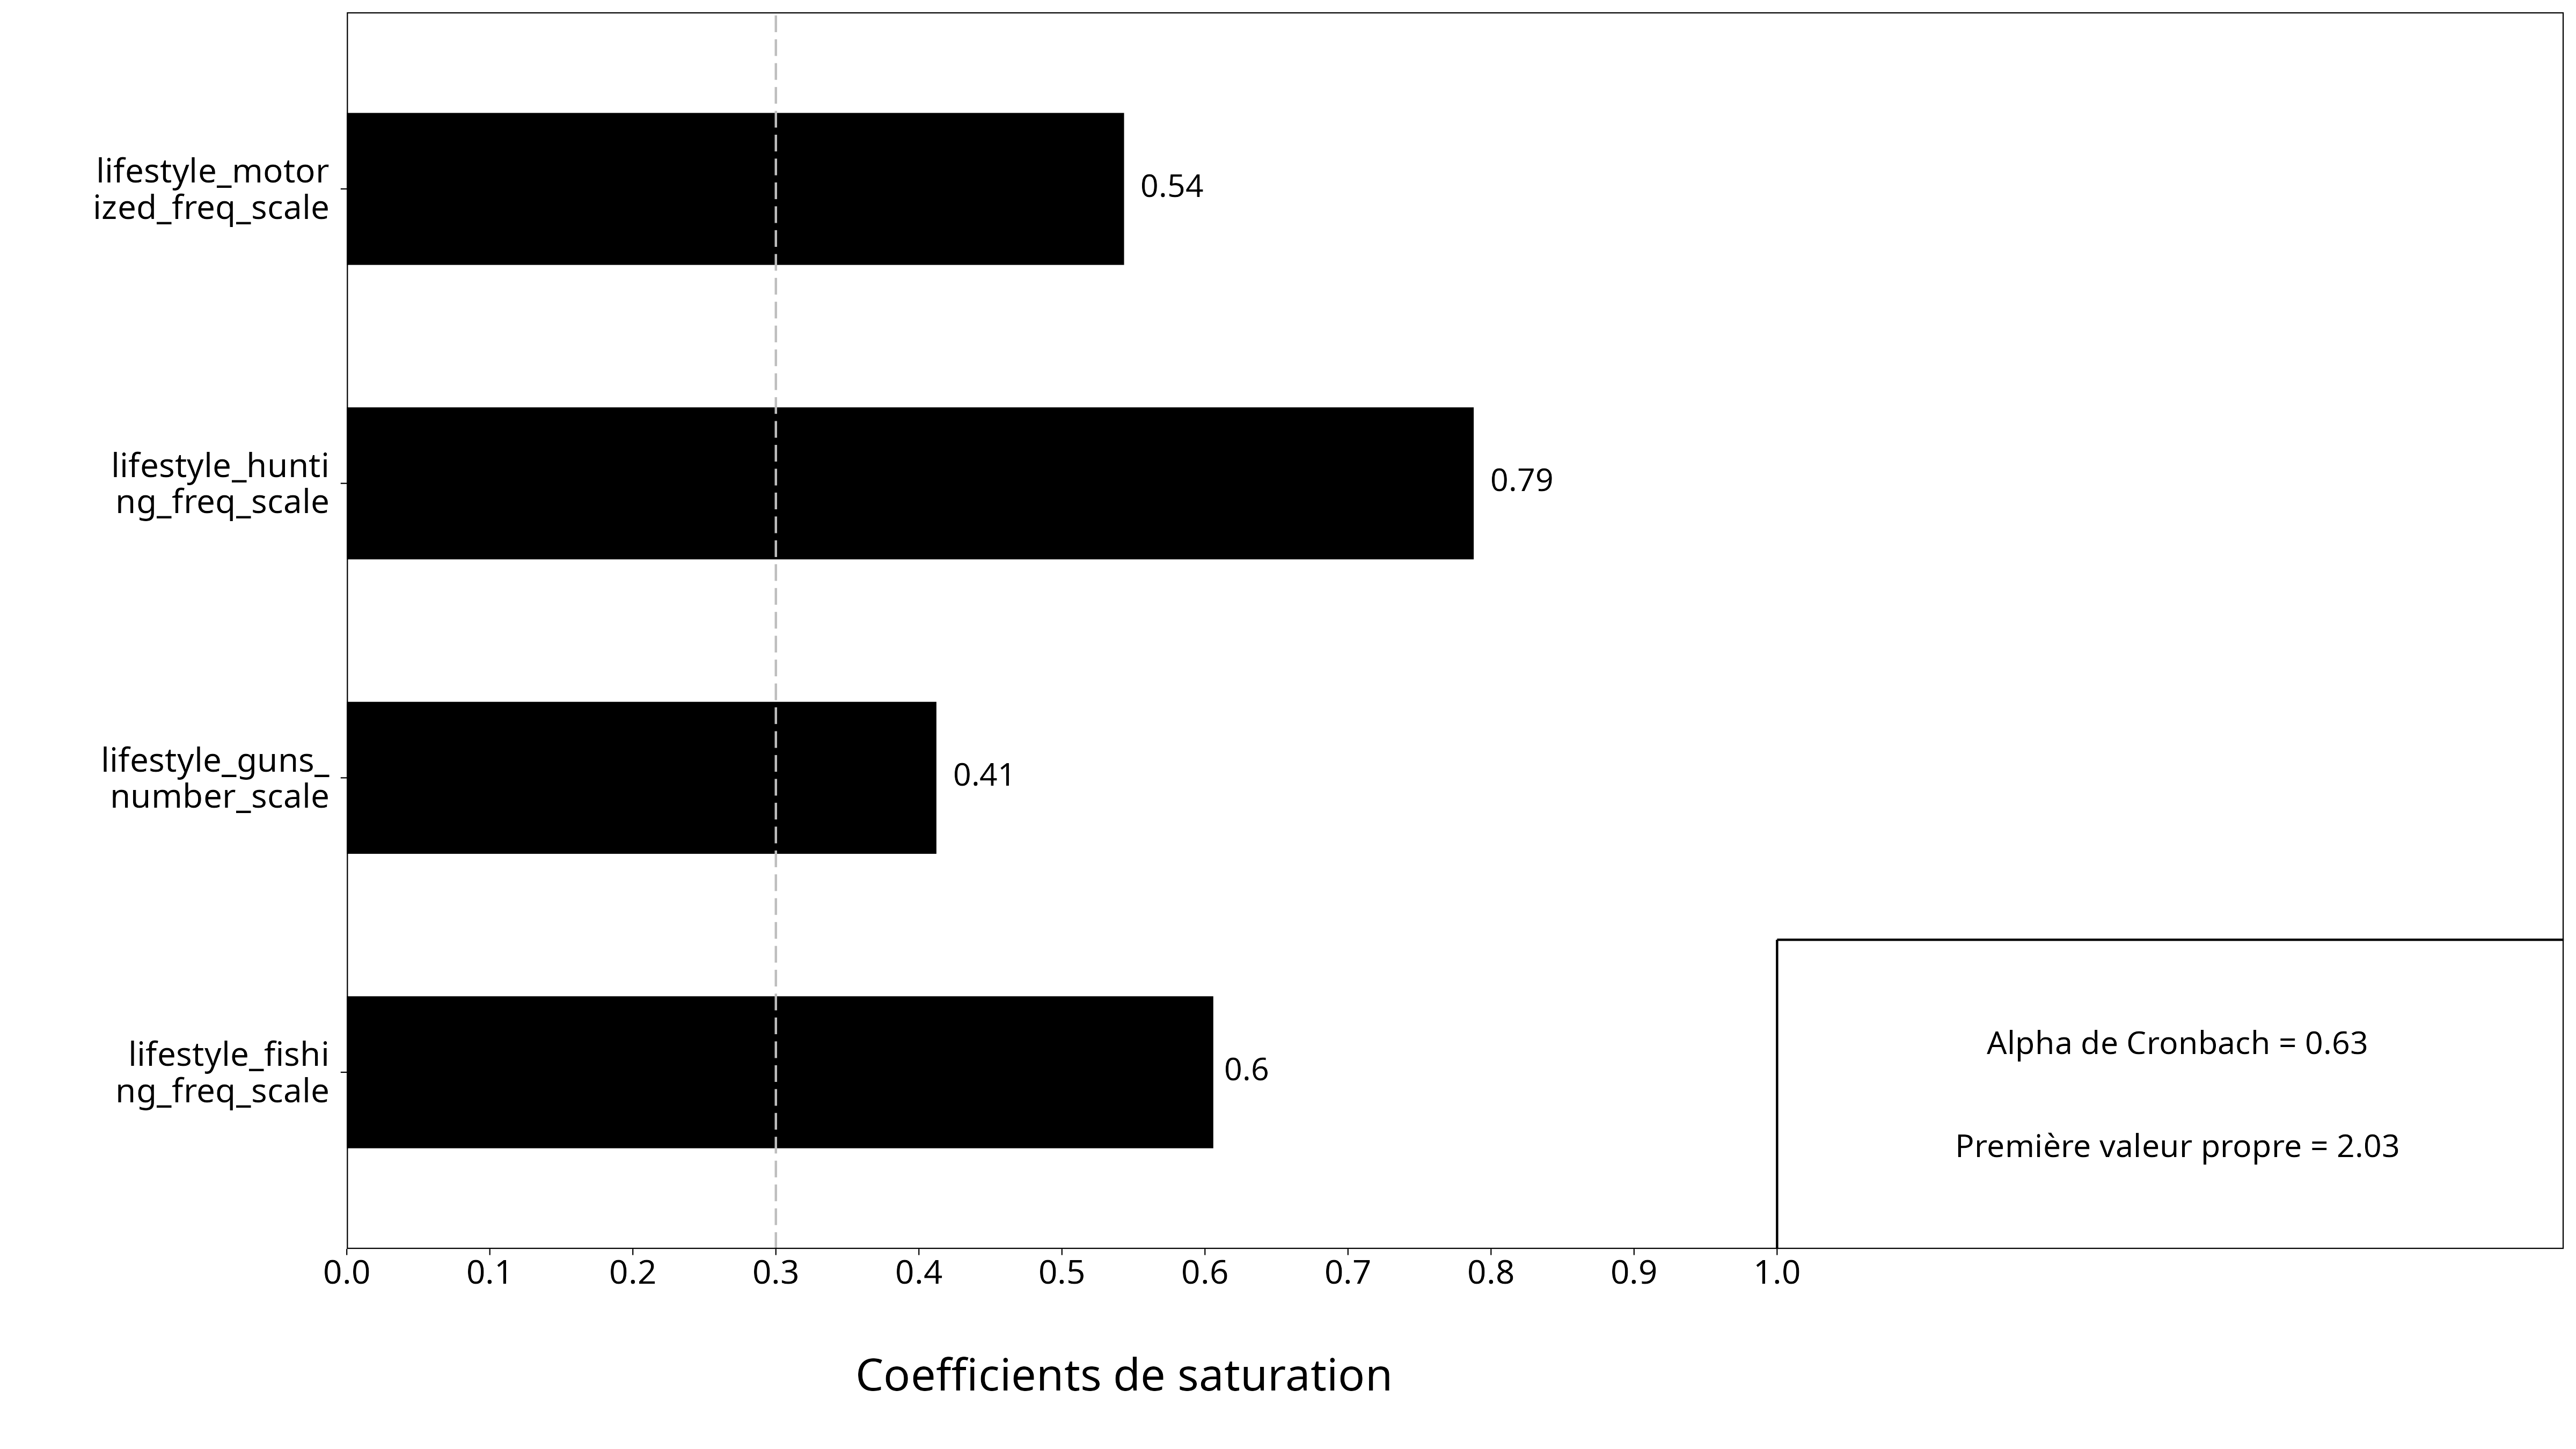 lifestyle_motor
ized_freq_scale
0.54
lifestyle_hunti
ng_freq_scale
0.79
lifestyle_guns_
number_scale
0.41
lifestyle_fishi
ng_freq_scale
0.6
Alpha de Cronbach = 0.63
Première valeur propre = 2.03
0.0 0.1 0.2 0.3 0.4 0.5 0.6 0.7 0.8 0.9 1.0
Coefficients de saturation